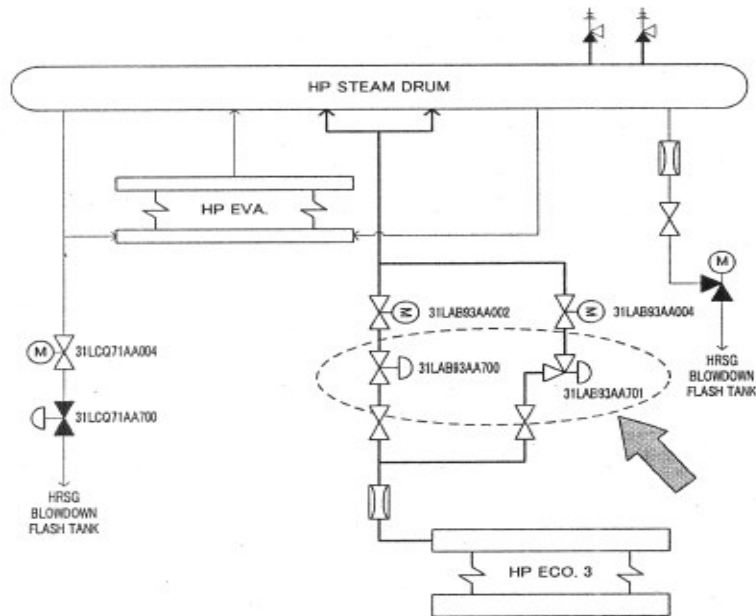 HP STEAM DRUM
HP EVA.
M
M 31LAB93AA002
M 31LAB93AA004
M 31LCQ71AA004
31LAB93AA700
31LAB93AA701
31LCQ71AA700
HRSG
BLOWDOWN
FLASH TANK
HRSG
BLOWDOWN
FLASH TANK
HP ECO. 3